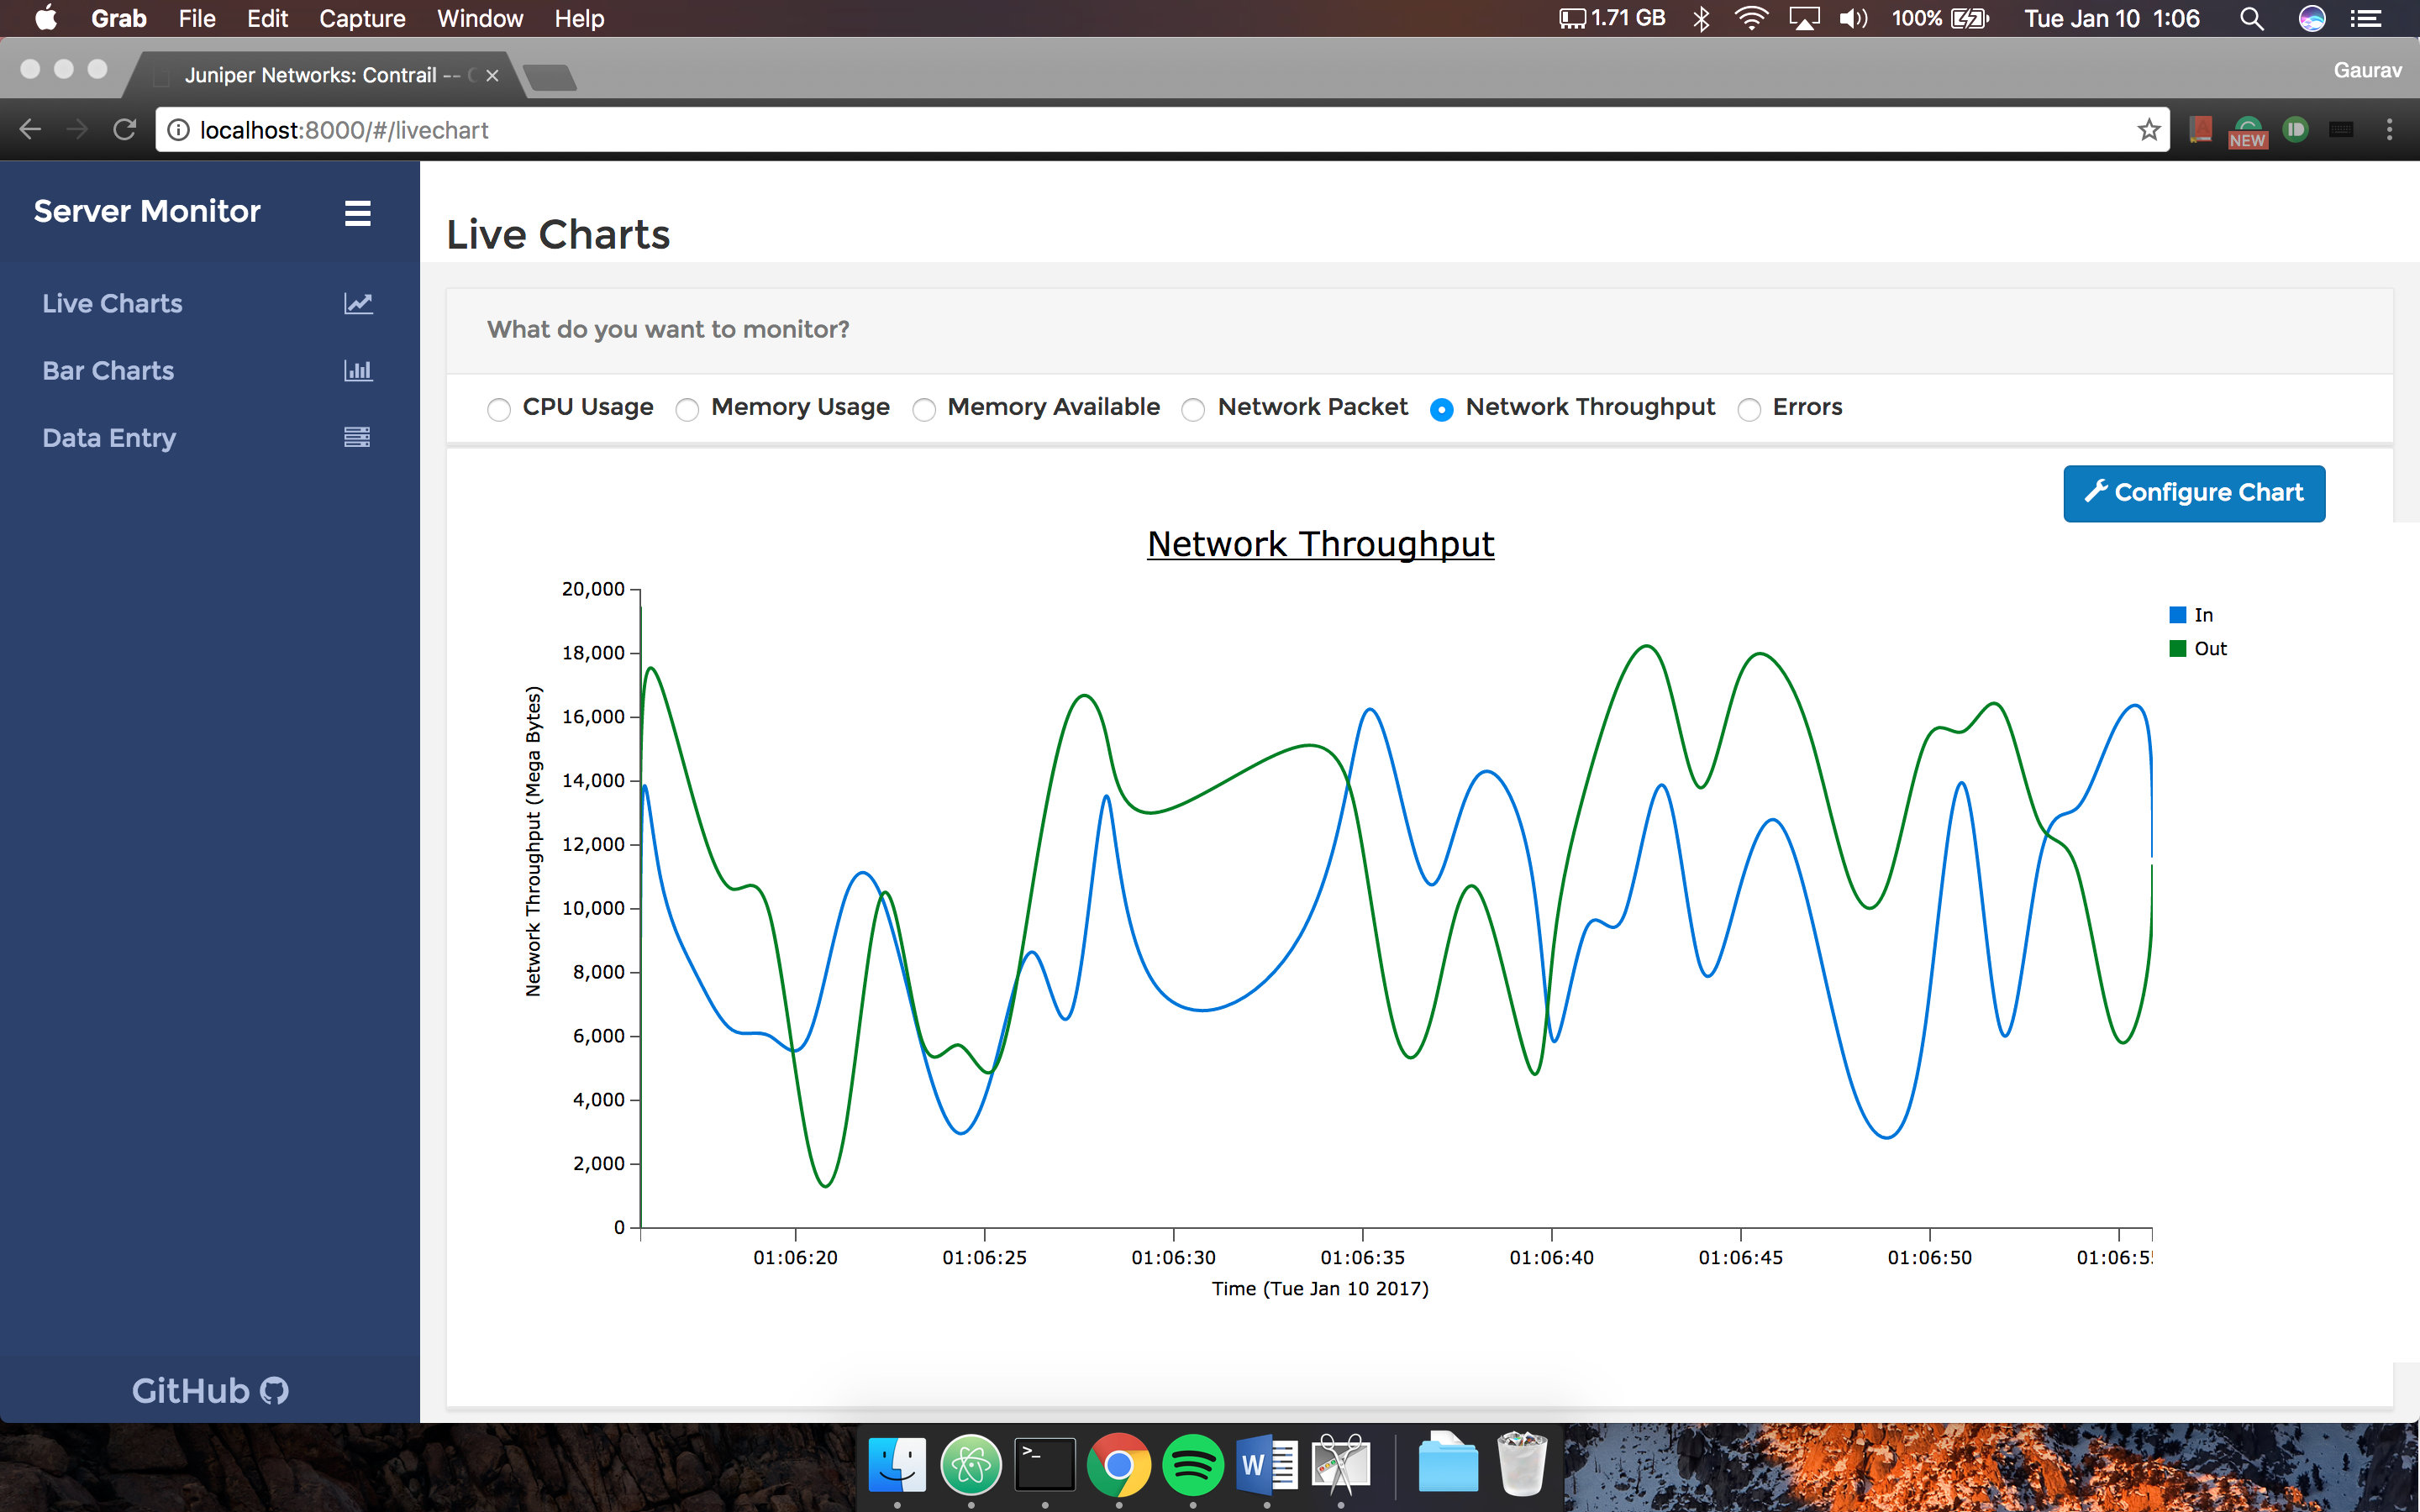 Grab File Edit Capture Window Help 1.71 GB 100% Tue Jan 10 1:06
Juniper Networks: Contrail --
Gaurav
localhost:8000/#/livechart
NEW
Server Monitor
Live Charts
Bar Charts
Data Entry
GitHub
Live Charts
What do you want to monitor?
CPU Usage Memory Usage Memory Available Network Packet Network Throughput Errors
Configure Chart
Network Throughput
In
Out
Network Throughput (Mega Bytes)
20,000
18,000
16,000
14,000
12,000
10,000
8,000
6,000
4,000
2,000
0
01:06:20 01:06:25 01:06:30 01:06:35 01:06:40 01:06:45 01:06:50
Time (Tue Jan 10 2017)
>_
W